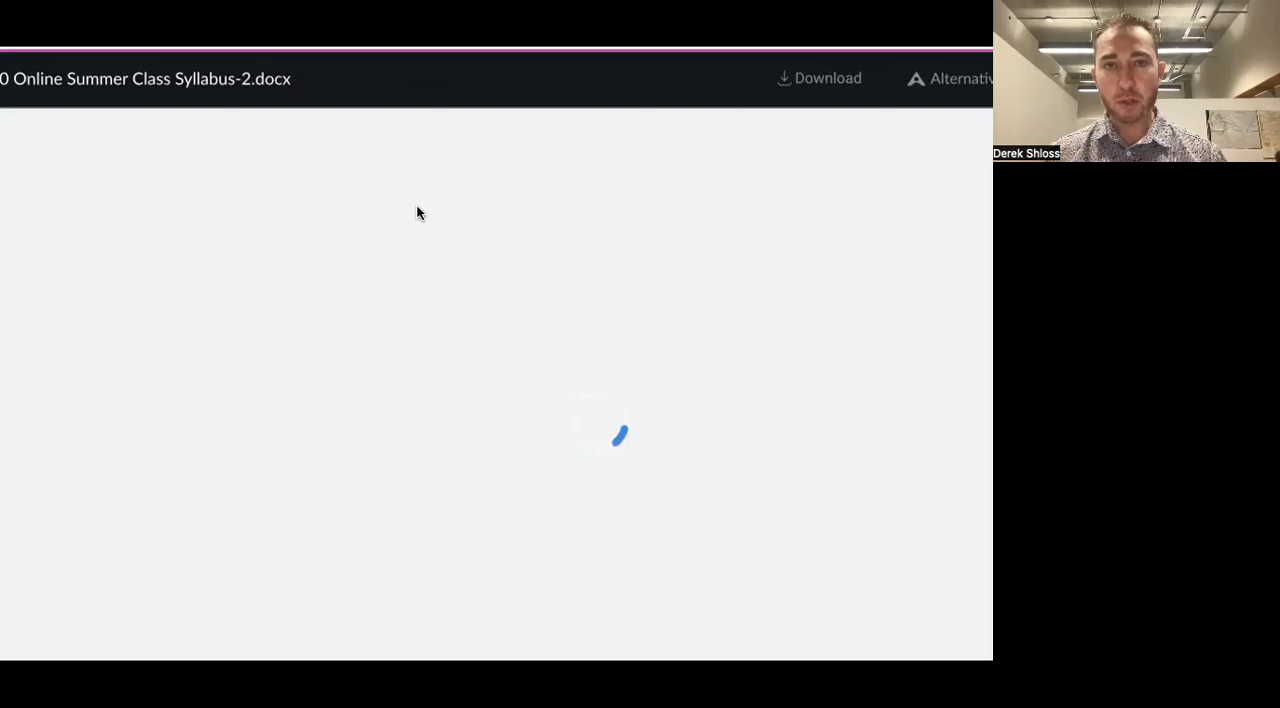 0 Online Summer Class Syllabus-2.docx
Download
Alternativ
Derek Shloss